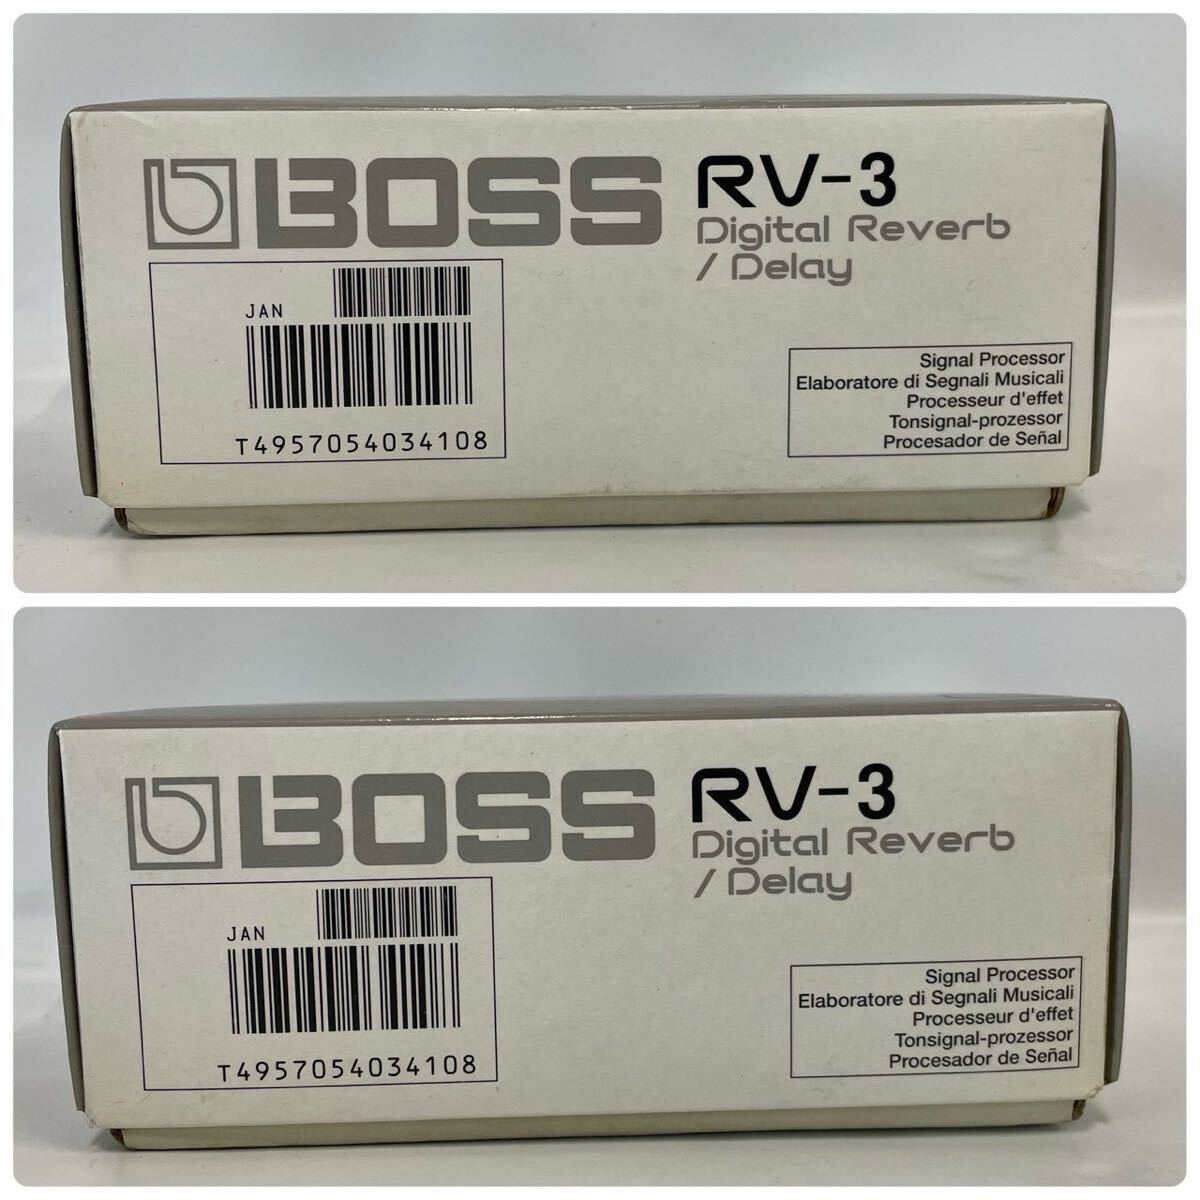 BOSS
RV-3
Digital Reverb
/ Delay
JAN
T4957054034108
Signal Processor
Elaboratore di Segnali Musicali
Processeur d'effet
Tonsignal-prozessor
Procesador de Señal
BOSS
RV-3
Digital Reverb
/ Delay
JAN
T4957054034108
Signal Processor
Elaboratore di Segnali Musicali
Processeur d'effet
Tonsignal-prozessor
Procesador de Señal